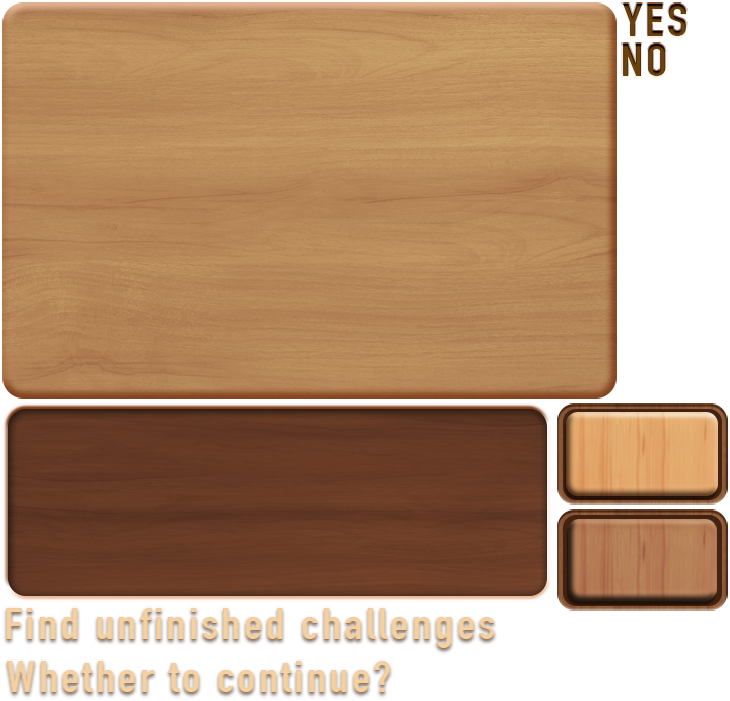 YES
NO
Find unfinished challenges
Whether to continue?